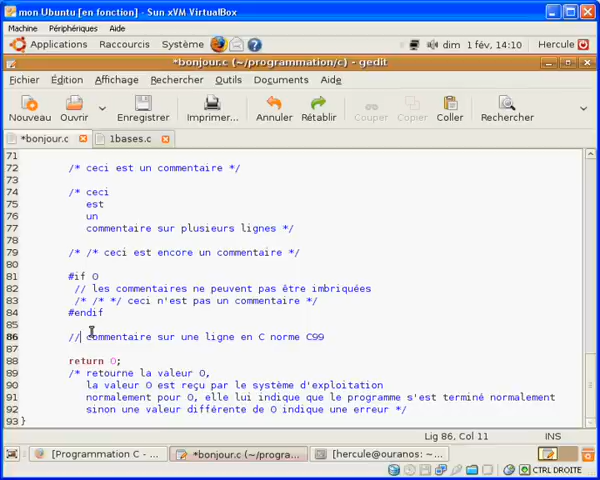 mon Ubuntu [en fonction] - Sun xVM VirtualBox
Machine Périphériques Aide
Applications Raccourcis Système dim 1 fév, 14:10 Hercule
*bonjour.c (~/programmation/c) - gedit
Fichier Édition Affichage Rechercher Outils Documents Aide
Nouveau Ouvrir Enregistrer Imprimer... Annuler Rétablir Couper Copier Coller Rechercher
*bonjour.c 1bases.c
71
72 /* ceci est un commentaire */
73
74 /* ceci
75 est
76 un
77 commentaire sur plusieurs lignes */
78
79 /* /* ceci est encore un commentaire */
80
81 #if 0
82 // les commentaires ne peuvent pas être imbriquées
83 /* /* */ ceci n'est pas un commentaire */
84 #endif
85
86 // commentaire sur une ligne en C norme C99
87
88 return 0;
89 /* retourne la valeur 0,
90 la valeur 0 est reçu par le système d'exploitation
91 normalement pour 0, elle lui indique que le programme s'est terminé normalement
92 sinon une valeur différente de 0 indique une erreur */
93 }
Lig 86, Col 11 INS
[Programmation C - ... *bonjour.c (~/progra... [hercule@ouranos: ~...
CTRL DROITE